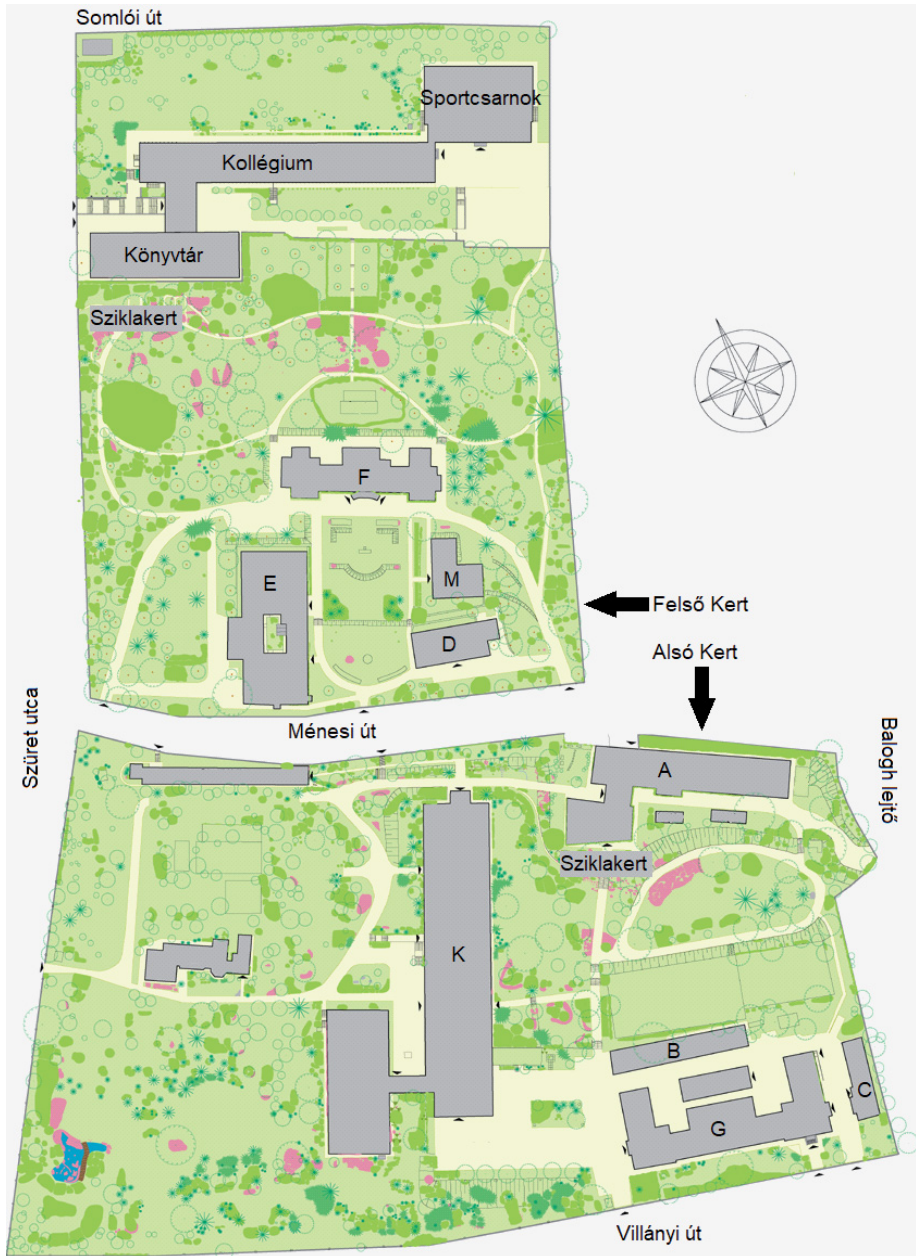 Somlói út
Sportcsarnok
Kollégium
Könyvtár
Sziklakert
F
E
M
D
Felső Kert
Alsó Kert
Szüret utca
Ménesi út
Balogh lejtő
A
Sziklakert
K
B
C
G
Villányi út